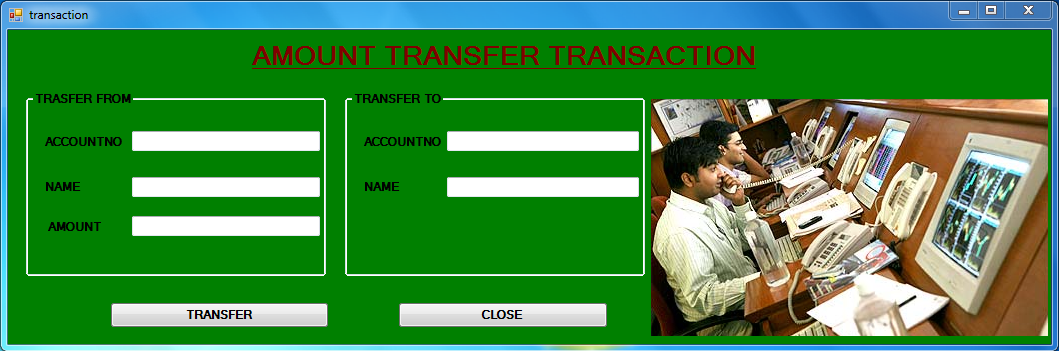 transaction
AMOUNT TRANSFER TRANSACTION
TRASFER FROM
ACCOUNTNO
NAME
AMOUNT
TRANSFER TO
ACCOUNTNO
NAME
TRANSFER
CLOSE